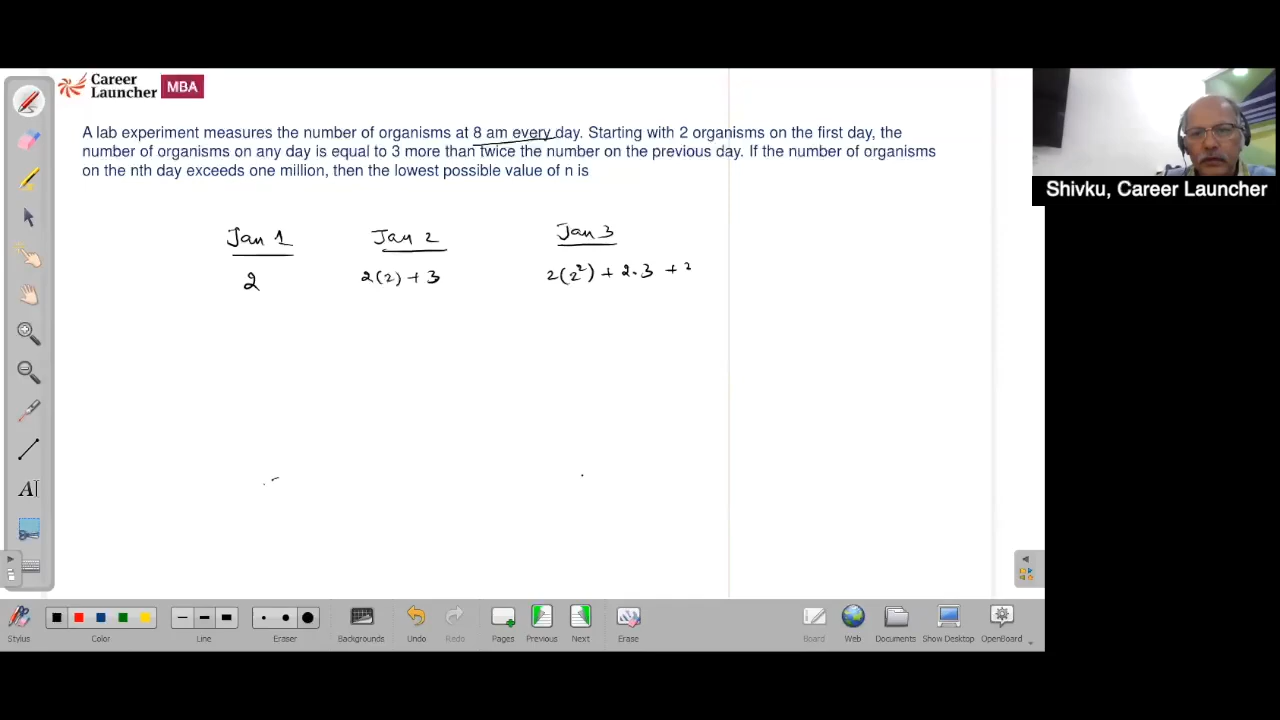 Career
Launcher MBA
A lab experiment measures the number of organisms at 8 am every day. Starting with 2 organisms on the first day, the
number of organisms on any day is equal to 3 more than twice the number on the previous day. If the number of organisms
on the nth day exceeds one million, then the lowest possible value of n is
Shivku, Career Launcher
Jan 1 Jan 2 Jan 3
2 2(2) + 3 2(2²) + 2.3 +
AI
Stylus Color Line Eraser Backgrounds Undo Redo Pages Previous Next Erase Board Web Documents Show Desktop OpenBoard